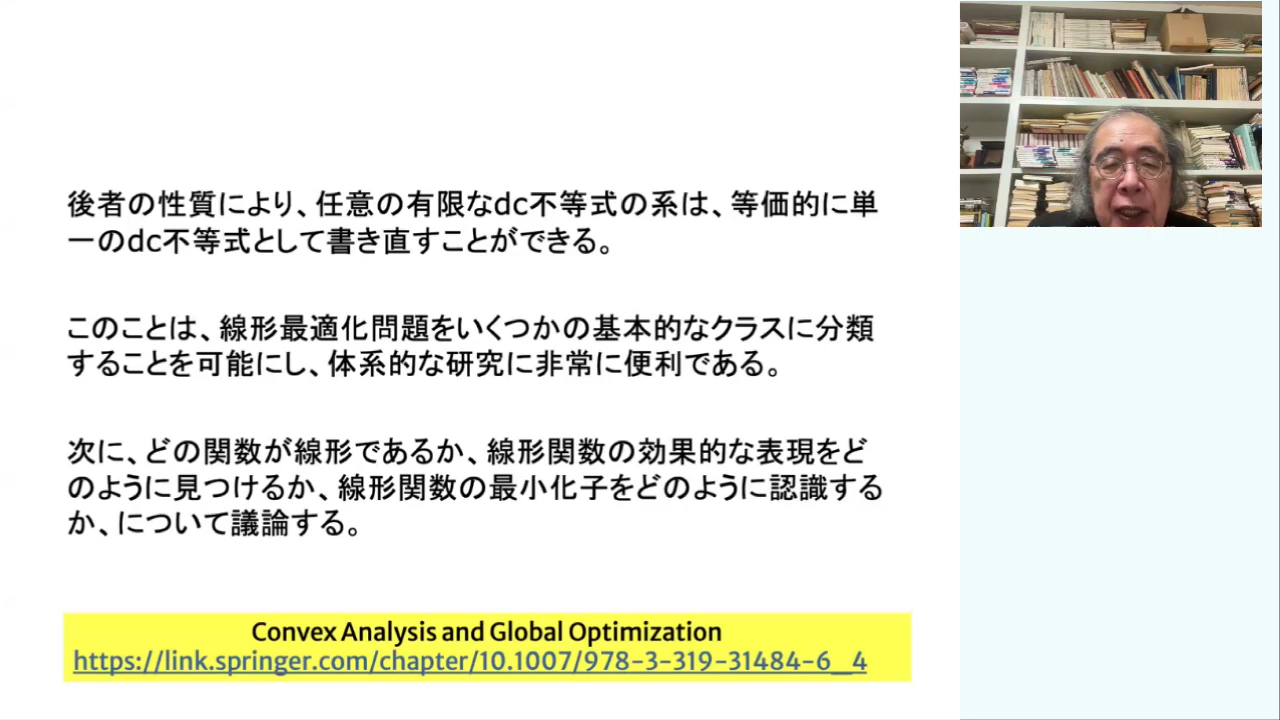 後者の性質により、任意の有限なdc不等式の系は、等価的に単
一のdc不等式として書き直すことができる。
このことは、線形最適化問題をいくつかの基本的なクラスに分類
することを可能にし、体系的な研究に非常に便利である。
次に、どの関数が線形であるか、線形関数の効果的な表現をど
のように見つけるか、線形関数の最小化子をどのように認識する
か、について議論する。
Convex Analysis and Global Optimization
https://link.springer.com/chapter/10.1007/978-3-319-31484-6_4